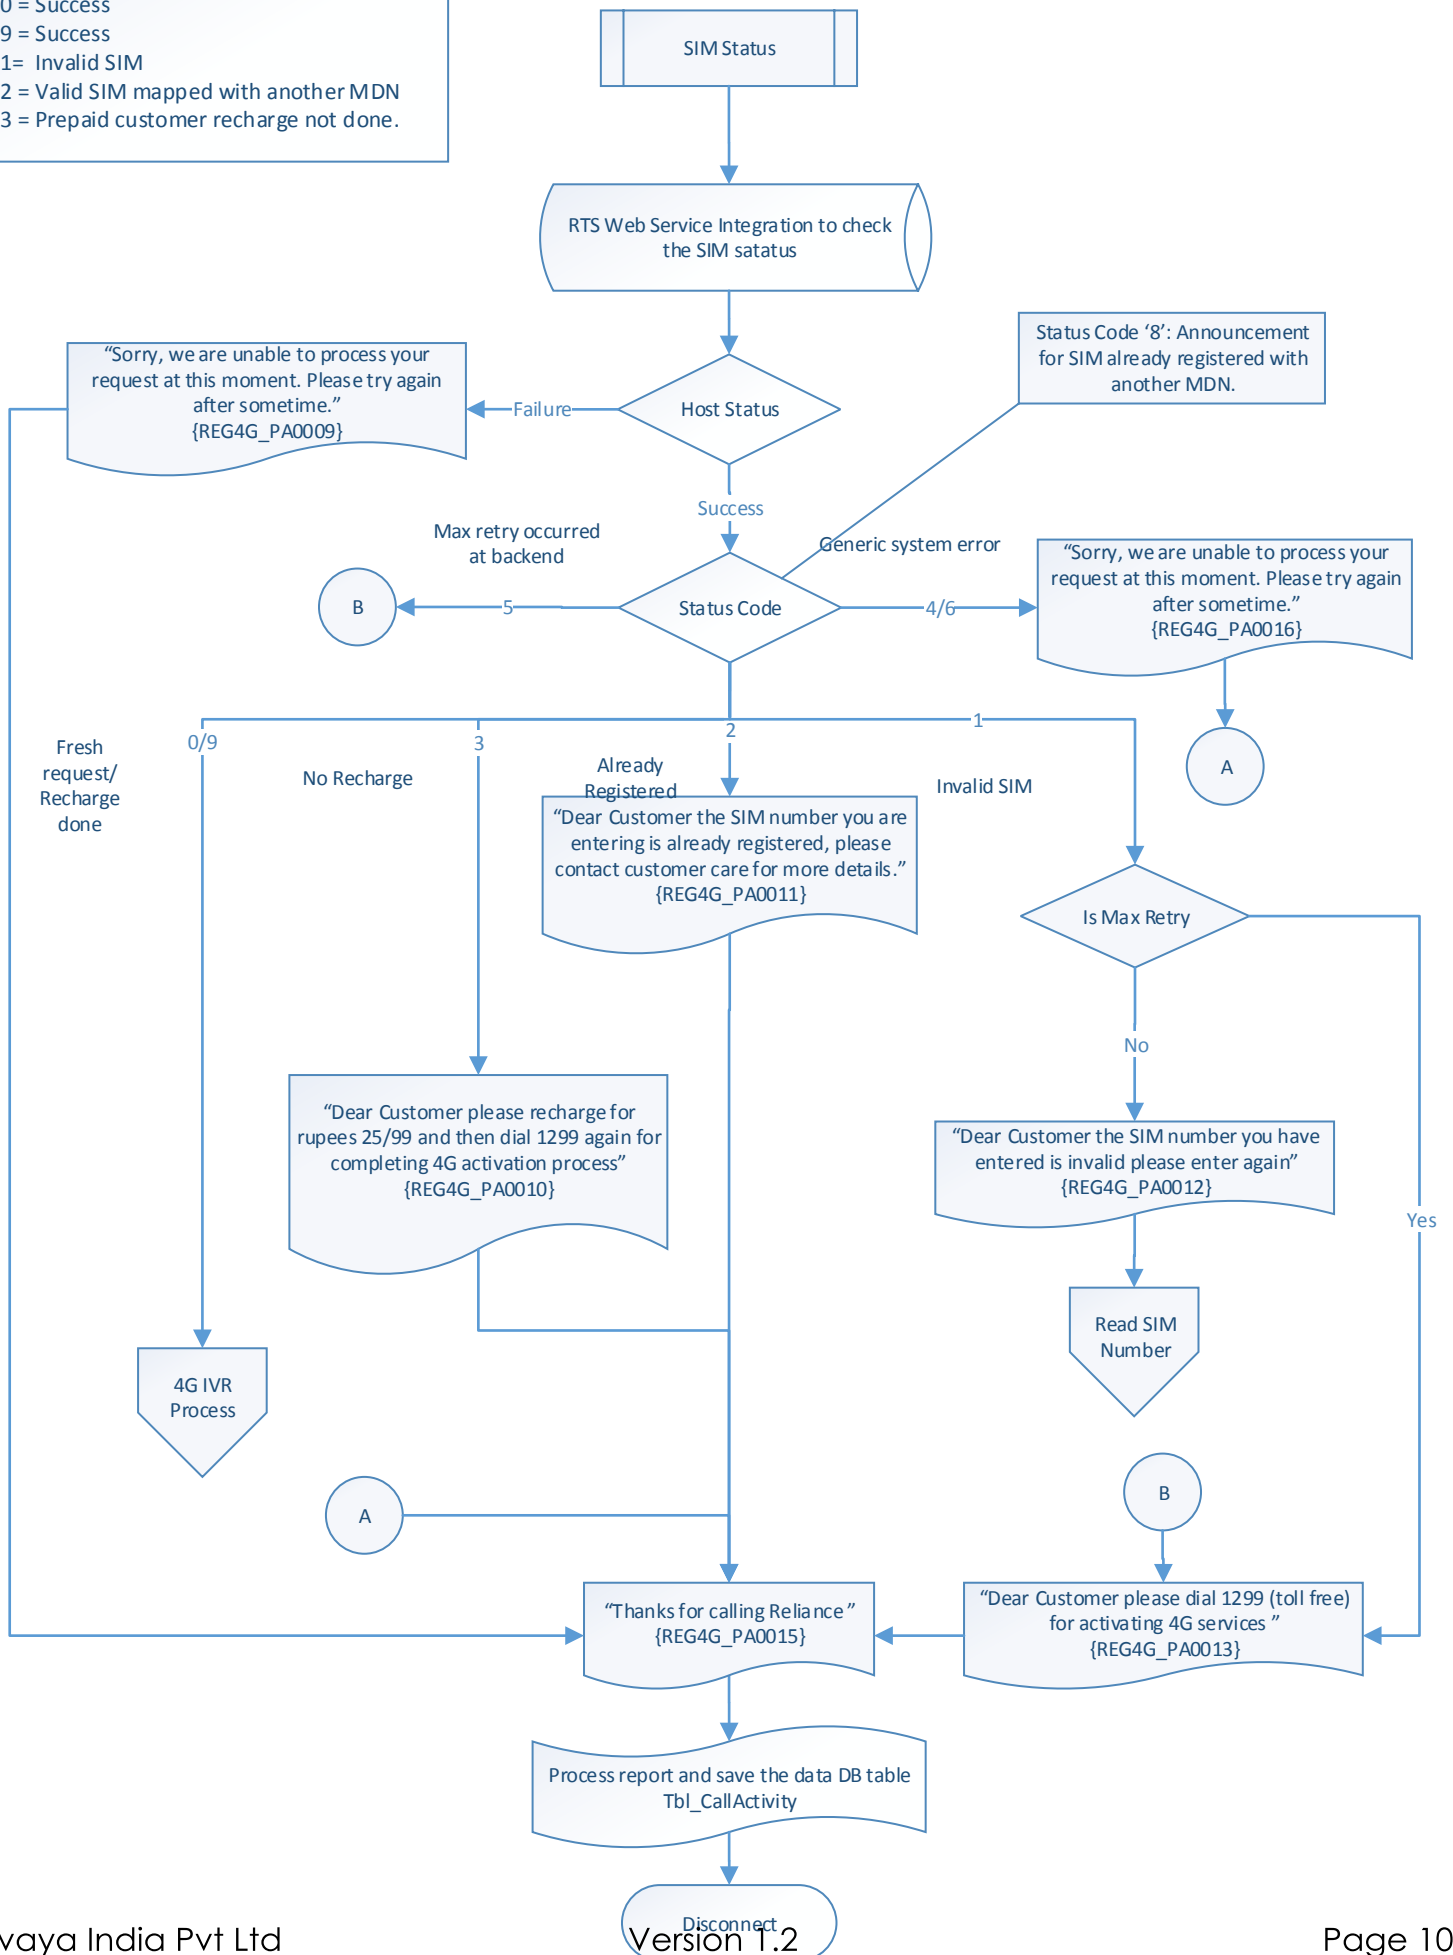 0 = Success
9 = Success
1= Invalid SIM
2 = Valid SIM mapped with another MDN
3 = Prepaid customer recharge not done.
SIM Status
RTS Web Service Integration to check
the SIM satatus
Status Code ‘8’: Announcement
for SIM already registered with
another MDN.
“Sorry, we are unable to process your
request at this moment. Please try again
after sometime.”
{REG4G_PA0009}
Failure
Host Status
Success
Max retry occurred
at backend
Generic system error
“Sorry, we are unable to process your
request at this moment. Please try again
after sometime.”
{REG4G_PA0016}
B
5
Status Code
4/6
A
0/9
3
2
1
Fresh
request/
Recharge
done
No Recharge
Already
Registered
Invalid SIM
“Dear Customer the SIM number you are
entering is already registered, please
contact customer care for more details.”
{REG4G_PA0011}
Is Max Retry
No
“Dear Customer please recharge for
rupees 25/99 and then dial 1299 again for
completing 4G activation process”
{REG4G_PA0010}
“Dear Customer the SIM number you have
entered is invalid please enter again”
{REG4G_PA0012}
Yes
Read SIM
Number
4G IVR
Process
A
B
“Thanks for calling Reliance”
{REG4G_PA0015}
“Dear Customer please dial 1299 (toll free)
for activating 4G services ”
{REG4G_PA0013}
Process report and save the data DB table
Tbl_CallActivity
Disconnect
vaya India Pvt Ltd
Version 1.2
Page 10